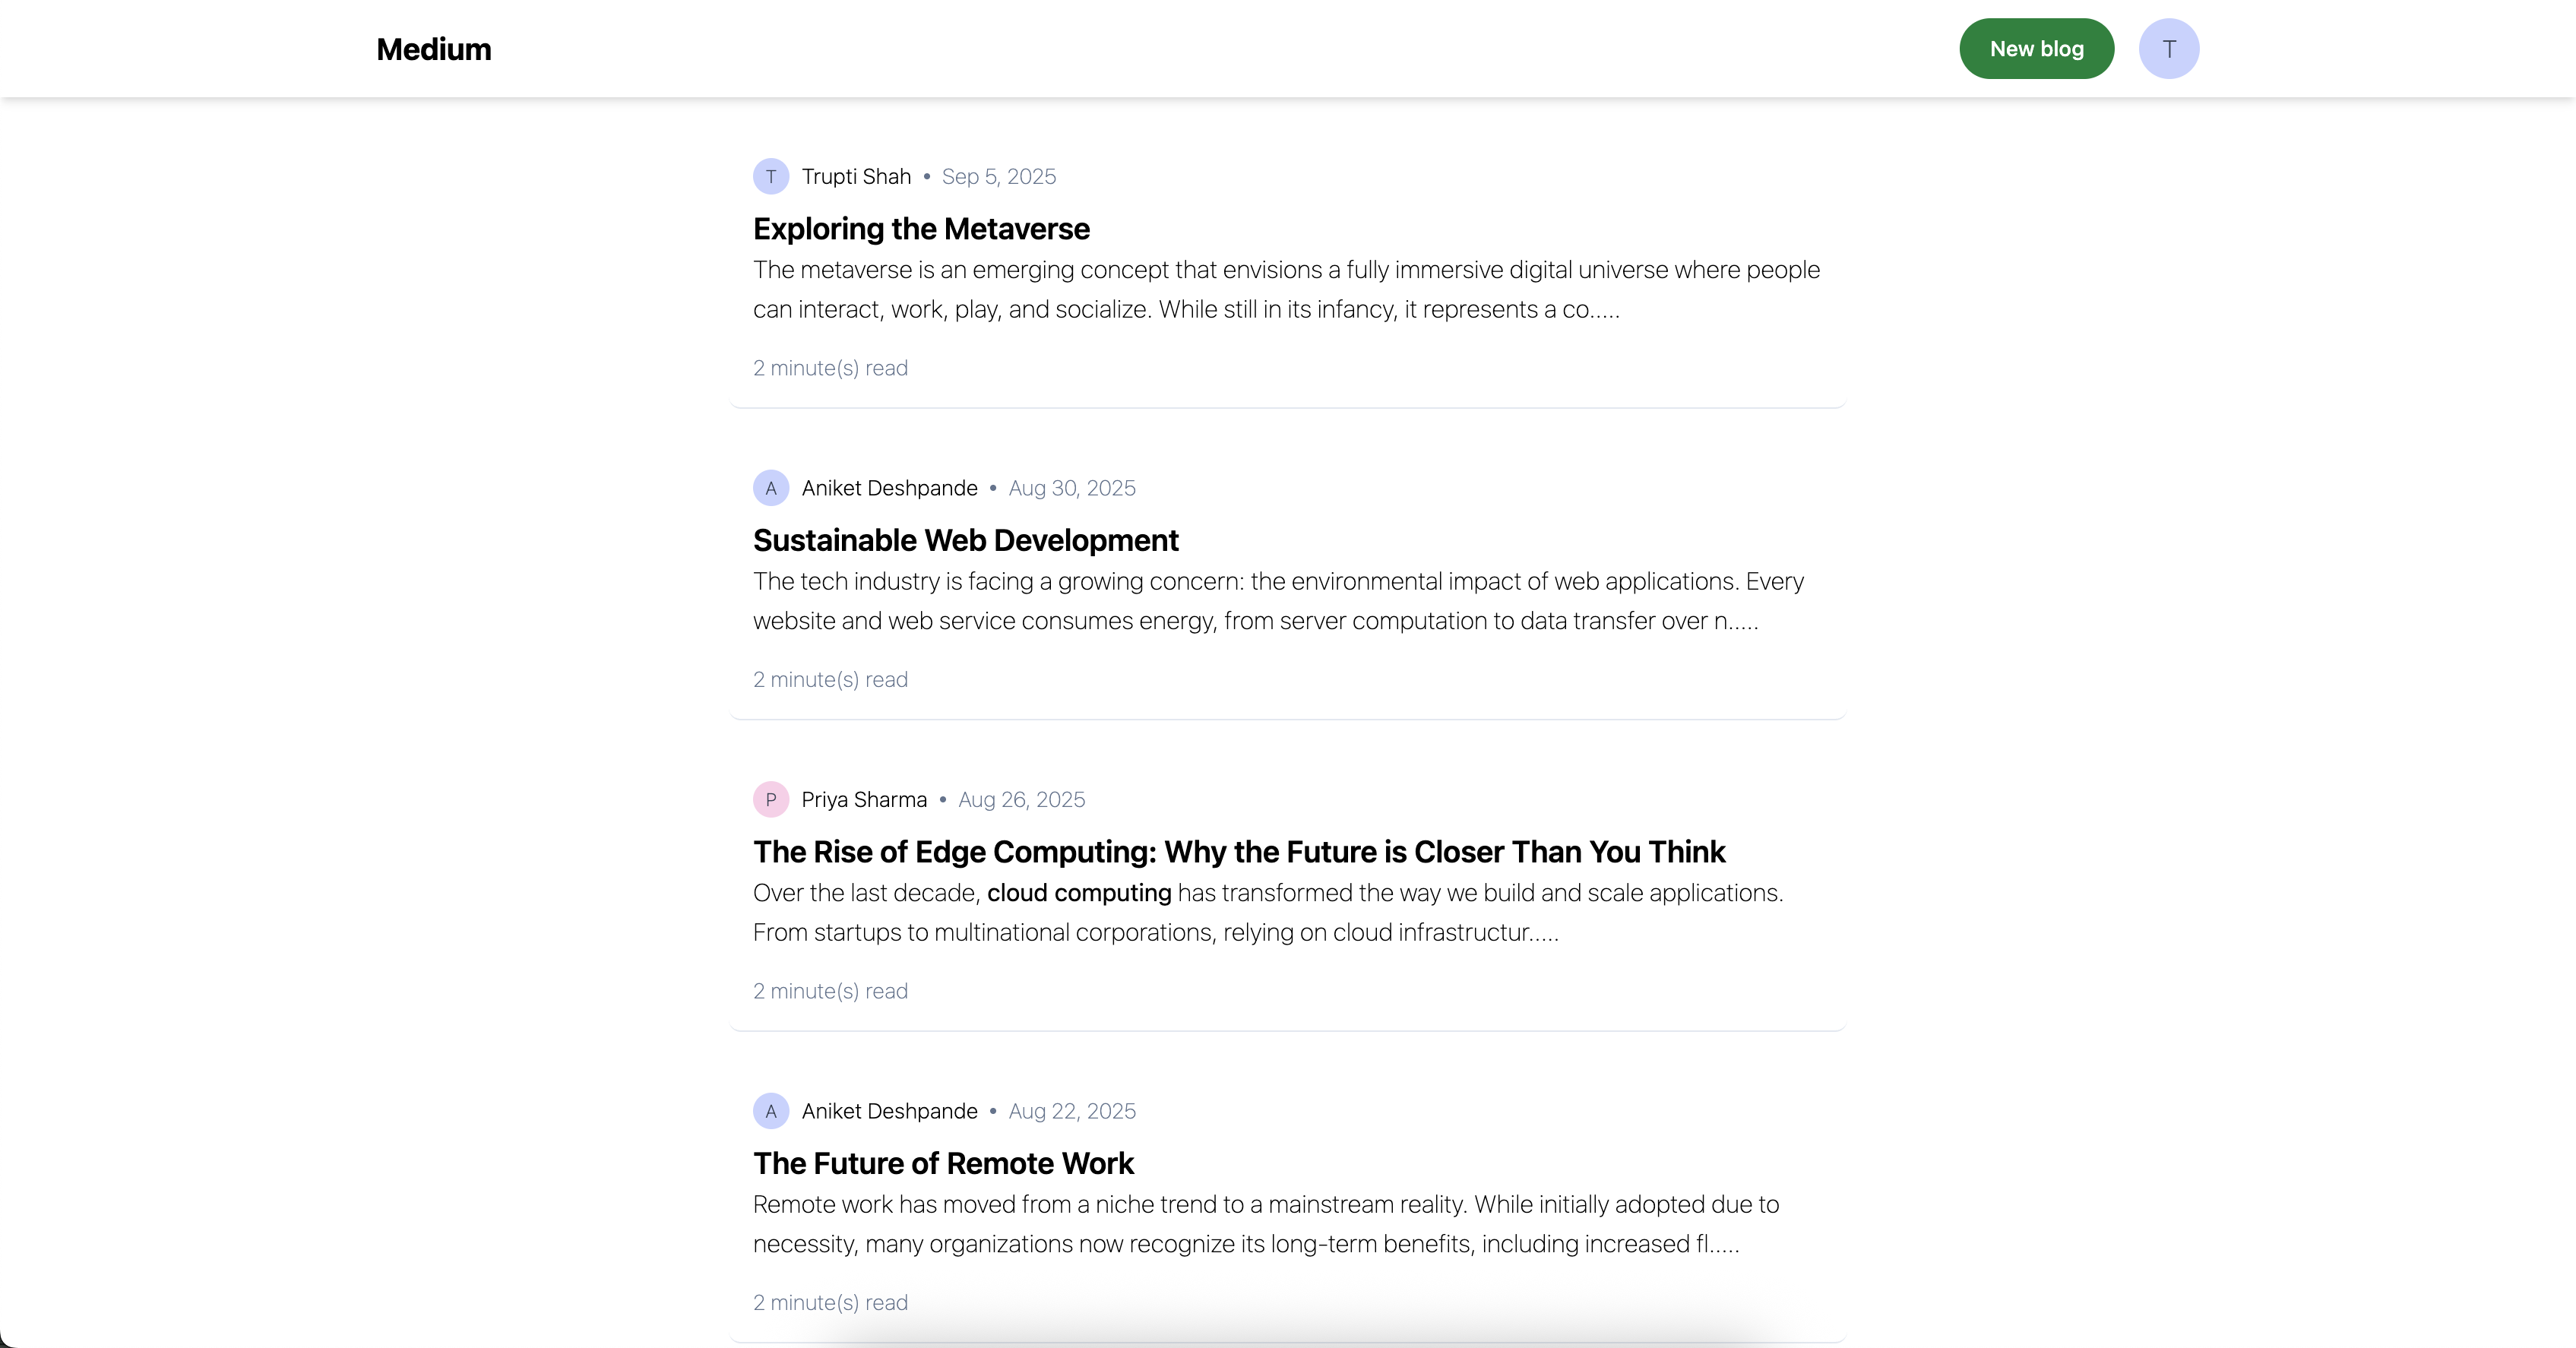 Medium
New blog
T
T Trupti Shah • Sep 5, 2025
Exploring the Metaverse
The metaverse is an emerging concept that envisions a fully immersive digital universe where people
can interact, work, play, and socialize. While still in its infancy, it represents a co.....
2 minute(s) read
A Aniket Deshpande • Aug 30, 2025
Sustainable Web Development
The tech industry is facing a growing concern: the environmental impact of web applications. Every
website and web service consumes energy, from server computation to data transfer over n.....
2 minute(s) read
P Priya Sharma • Aug 26, 2025
The Rise of Edge Computing: Why the Future is Closer Than You Think
Over the last decade, cloud computing has transformed the way we build and scale applications.
From startups to multinational corporations, relying on cloud infrastructur.....
2 minute(s) read
A Aniket Deshpande • Aug 22, 2025
The Future of Remote Work
Remote work has moved from a niche trend to a mainstream reality. While initially adopted due to
necessity, many organizations now recognize its long-term benefits, including increased fl.....
2 minute(s) read